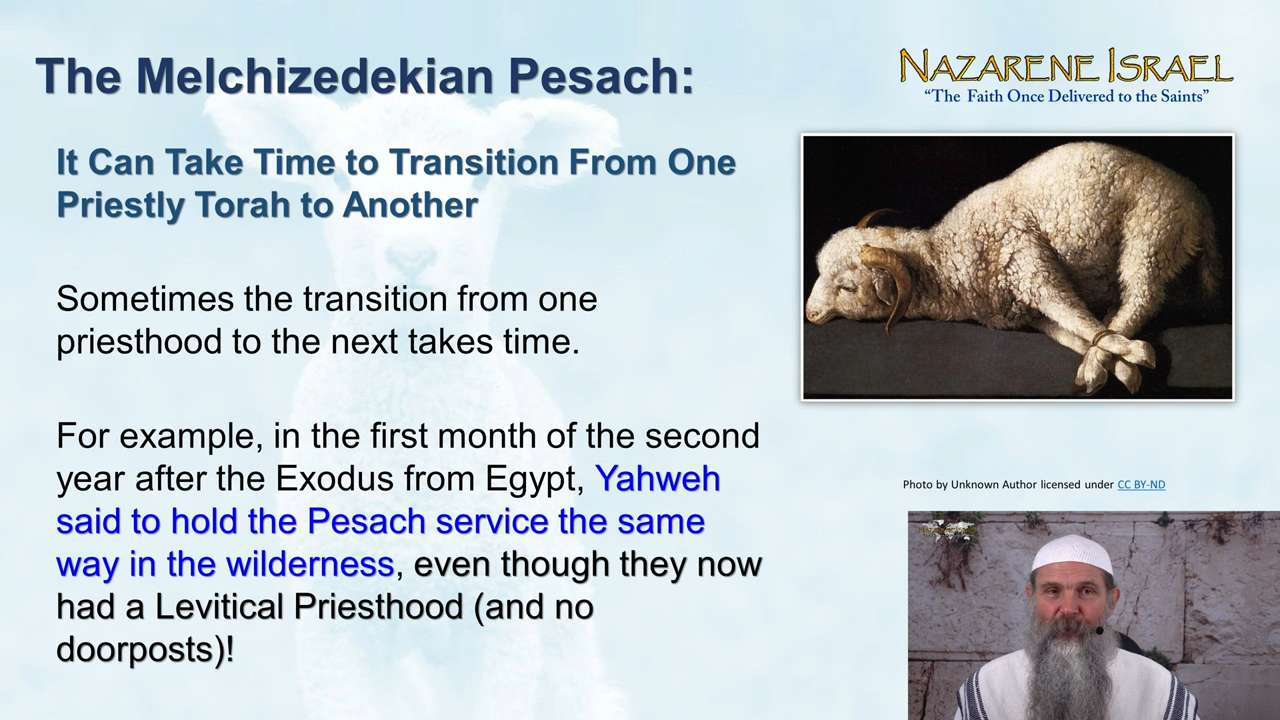 The Melchizedekian Pesach:
NAZARENE ISRAEL
“The Faith Once Delivered to the Saints”
It Can Take Time to Transition From One
Priestly Torah to Another
Sometimes the transition from one
priesthood to the next takes time.
For example, in the first month of the second
year after the Exodus from Egypt, Yahweh
said to hold the Pesach service the same
way in the wilderness, even though they now
had a Levitical Priesthood (and no
doorposts)!
Photo by Unknown Author licensed under CC BY-ND